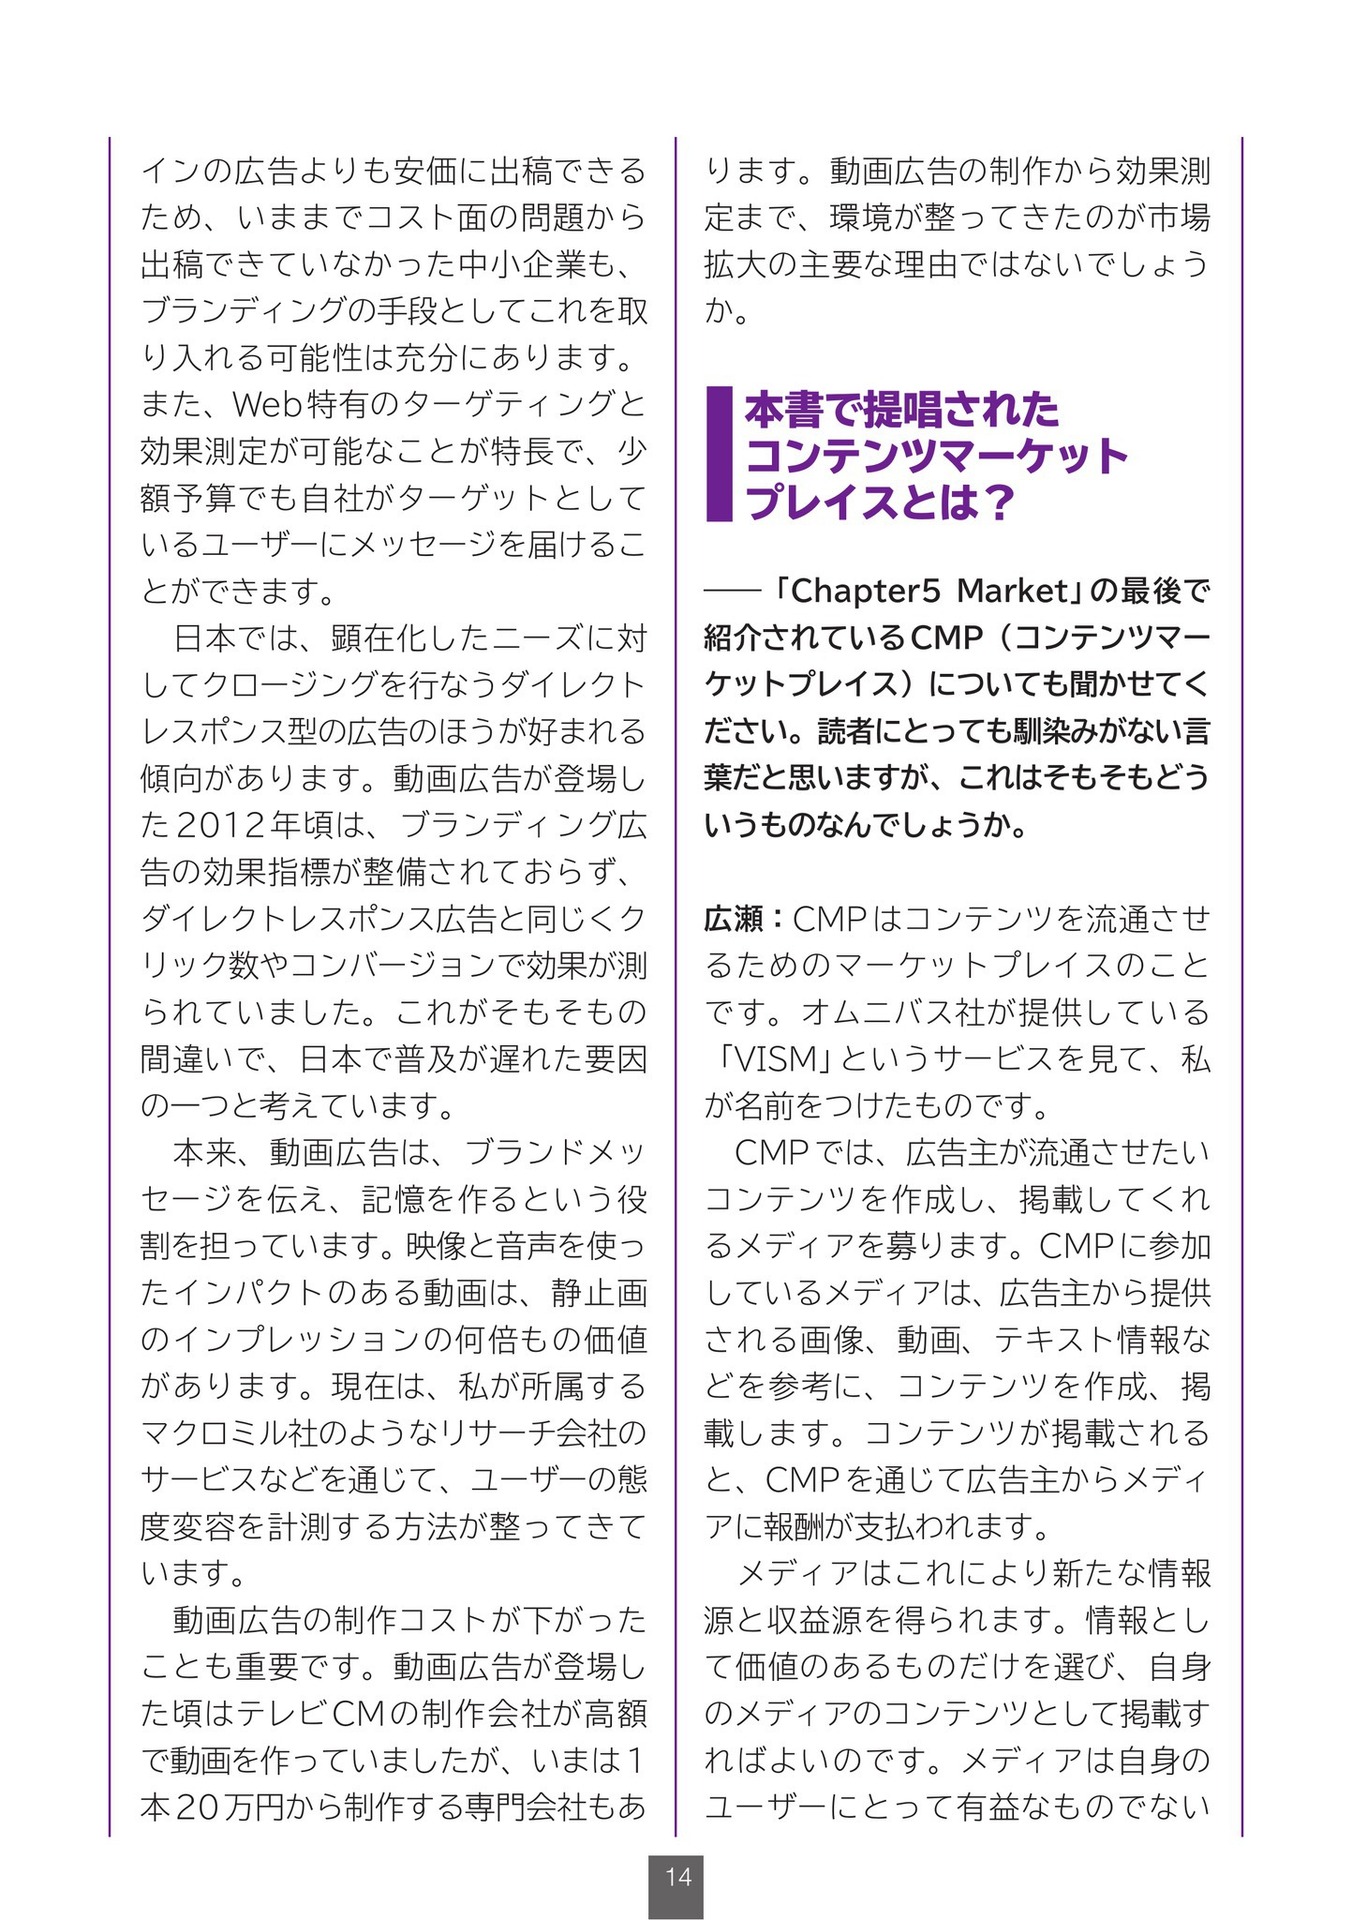 インの広告よりも安価に出稿できる
ため、いままでコスト面の問題から
出稿できていなかった中小企業も、
ブランディングの手段としてこれを取
り入れる可能性は充分にあります。
また、Web特有のターゲティングと
効果測定が可能なことが特長で、少
額予算でも自社がターゲットとして
いるユーザーにメッセージを届けるこ
とができます。
　日本では、顕在化したニーズに対
してクロージングを行なうダイレクト
レスポンス型の広告のほうが好まれる
傾向があります。動画広告が登場し
た2012年頃は、ブランディング広
告の効果指標が整備されておらず、
ダイレクトレスポンス広告と同じくク
リック数やコンバージョンで効果が測
られていました。これがそもそもの
間違いで、日本で普及が遅れた要因
の一つと考えています。
　本来、動画広告は、ブランドメッ
セージを伝え、記憶を作るという役
割を担っています。映像と音声を使っ
たインパクトのある動画は、静止画
のインプレッションの何倍もの価値
があります。現在は、私が所属する
マクロミル社のようなリサーチ会社の
サービスなどを通じて、ユーザーの態
度変容を計測する方法が整ってきて
います。
　動画広告の制作コストが下がった
ことも重要です。動画広告が登場し
た頃はテレビCMの制作会社が高額
で動画を作っていましたが、いまは1
本20万円から制作する専門会社もあ
ります。動画広告の制作から効果測
定まで、環境が整ってきたのが市場
拡大の主要な理由ではないでしょう
か。
本書で提唱された
コンテンツマーケット
プレイスとは？
――「Chapter5 Market」の最後で
紹介されているCMP（コンテンツマー
ケットプレイス）についても聞かせてく
ださい。読者にとっても馴染みがない言
葉だと思いますが、これはそもそもどう
いうものなんでしょうか。
広瀬：CMPはコンテンツを流通させ
るためのマーケットプレイスのこと
です。オムニバス社が提供している
「VISM」というサービスを見て、私
が名前をつけたものです。
　CMPでは、広告主が流通させたい
コンテンツを作成し、掲載してくれ
るメディアを募ります。CMPに参加
しているメディアは、広告主から提供
される画像、動画、テキスト情報な
どを参考に、コンテンツを作成、掲
載します。コンテンツが掲載される
と、CMPを通じて広告主からメディ
アに報酬が支払われます。
　メディアはこれにより新たな情報
源と収益源を得られます。情報とし
て価値のあるものだけを選び、自身
のメディアのコンテンツとして掲載す
ればよいのです。メディアは自身の
ユーザーにとって有益なものでない
14